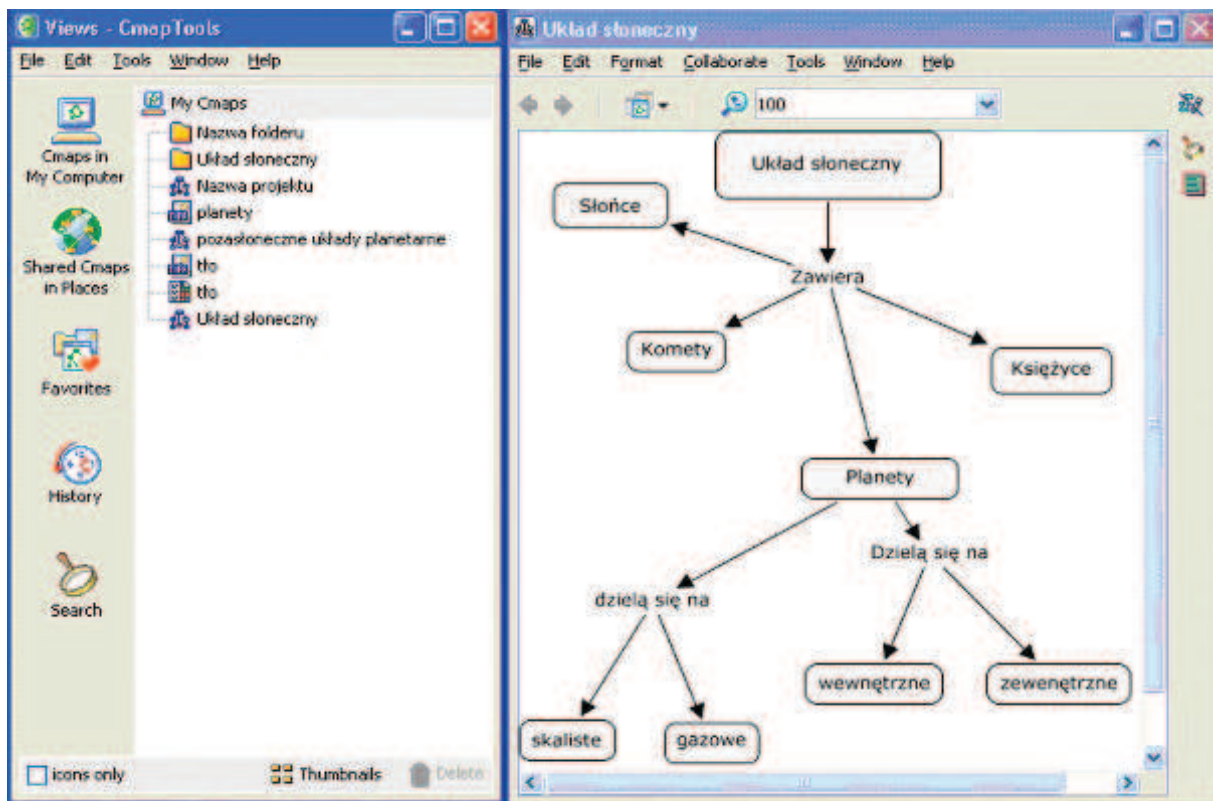 Views - CmapTools
File Edit Tools Window Help
Cmaps in
My Computer
Shared Cmaps
in Places
Favorites
History
Search
My Cmaps
Nazwa folderu
Układ słoneczny
Nazwa projektu
planety
pozasłoneczne układy planetarne
tło
tło
Układ słoneczny
icons only
Thumbnails
Delete
Układ słoneczny
File Edit Format Collaborate Tools Window Help
100
Układ słoneczny
Słońce
Zawiera
Komety
Księżyce
Planety
Dzielą się na
dzielą się na
wewnętrzne
zewenętrzne
skaliste
gazowe